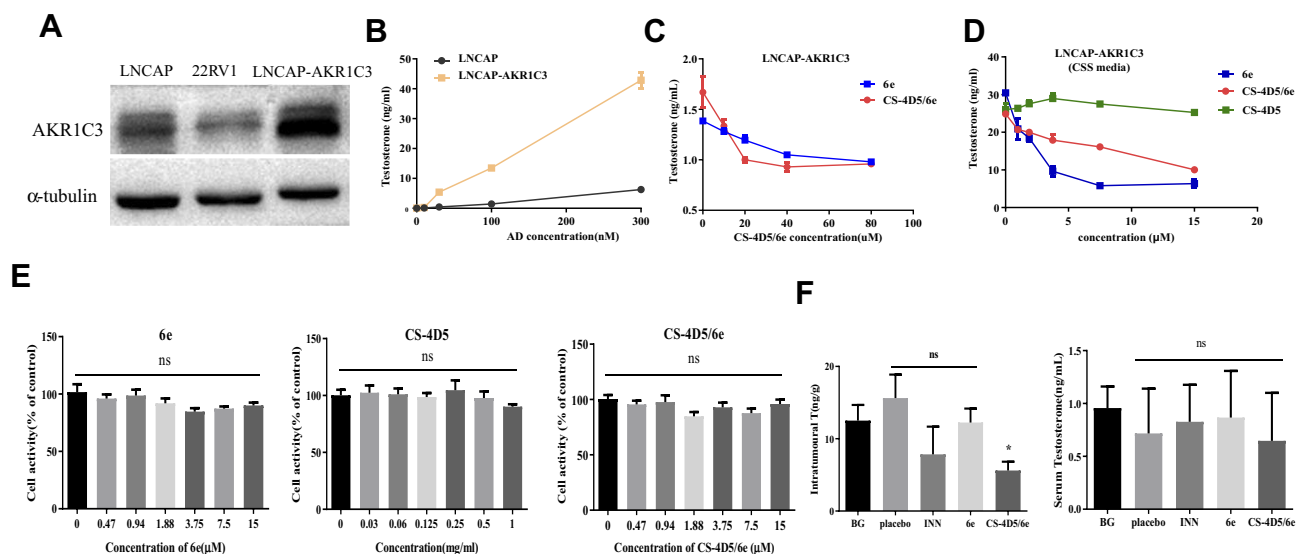 A
LNCAP 22RV1 LNCAP-AKR1C3
AKR1C3
α-tubulin
B
LNCAP
LNCAP-AKR1C3
Testosterone (ng/ml)
50
40
30
20
10
0
0 100 200 300
AD concentration(nM)
C
LNCAP-AKR1C3
6e
CS-4D5/6e
Testosterone (ng/mL)
2.0
1.5
1.0
0.5
0 20 40 60 80 100
CS-4D5/6e concentration(uM)
D
LNCAP-AKR1C3
(CSS media)
6e
CS-4D5/6e
CS-4D5
Testosterone (ng/ml)
40
30
20
10
0
0 5 10 15 20
concentration (μM)
E
6e
ns
Cell activity (% of control)
150
100
50
0
0 0.47 0.94 1.88 3.75 7.5 15
Concentration of 6e(μM)
CS-4D5
ns
Cell activity (% of control)
150
100
50
0
0 0.03 0.06 0.125 0.25 0.5 1
Concentration(mg/ml)
CS-4D5/6e
ns
Cell activity(% of control)
150
100
50
0
0 0.47 0.94 1.88 3.75 7.5 15
Concentration of CS-4D5/6e (μM)
F
ns
*
Intratumoural T(ng/g)
20
15
10
5
0
BG placebo INN 6e CS-4D5/6e
ns
Serum Testosterone(ng/mL)
1.5
1.0
0.5
0.0
BG placebo INN 6e CS-4D5/6e